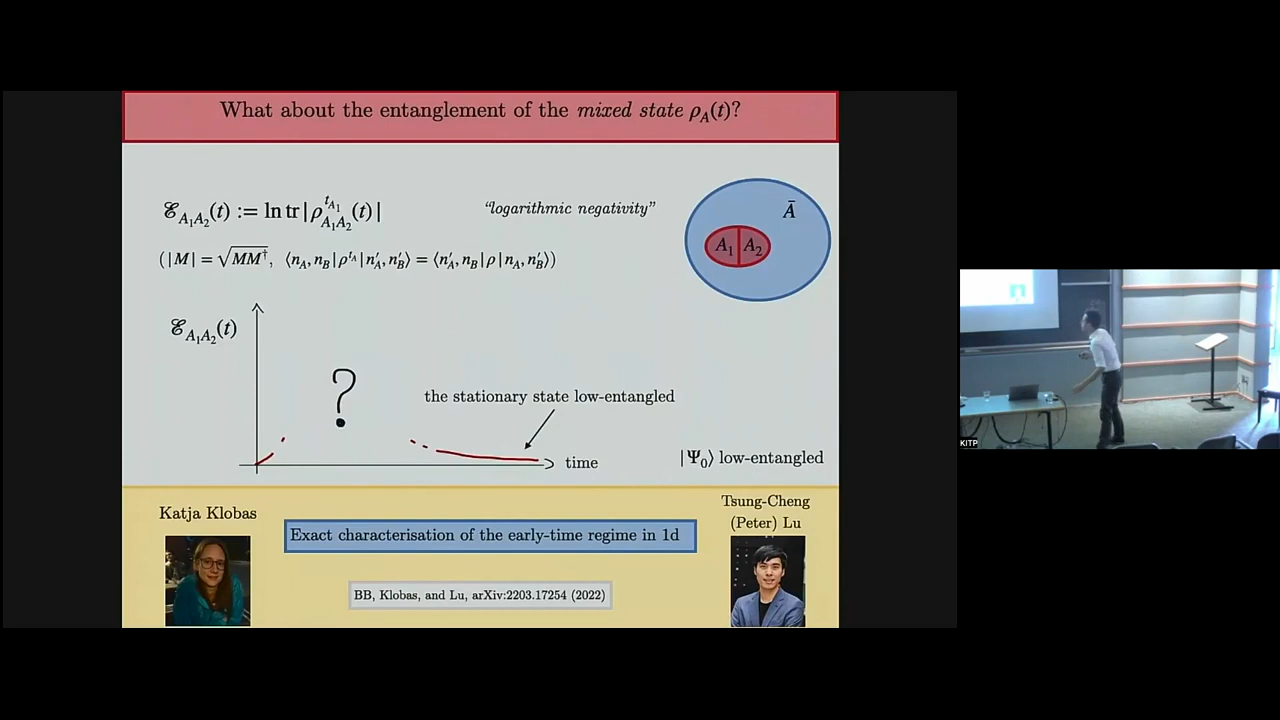 What about the entanglement of the mixed state ρ_A(t)?
ℰ_{A₁A₂}(t) := ln tr|ρ^{t_{A₁}}_{A₁A₂}(t)|
"logarithmic negativity"
Ā
A₁ A₂
(|M| = √(MM†), ⟨n_A, n_B|ρ^{t_A}|n′_A, n′_B⟩ = ⟨n′_A, n_B|ρ|n_A, n′_B⟩)
ℰ_{A₁A₂}(t)
?
the stationary state low-entangled
time
|Ψ₀⟩ low-entangled
Katja Klobas
Exact characterisation of the early-time regime in 1d
Tsung-Cheng
(Peter) Lu
BB, Klobas, and Lu, arXiv:2203.17254 (2022)
KITP